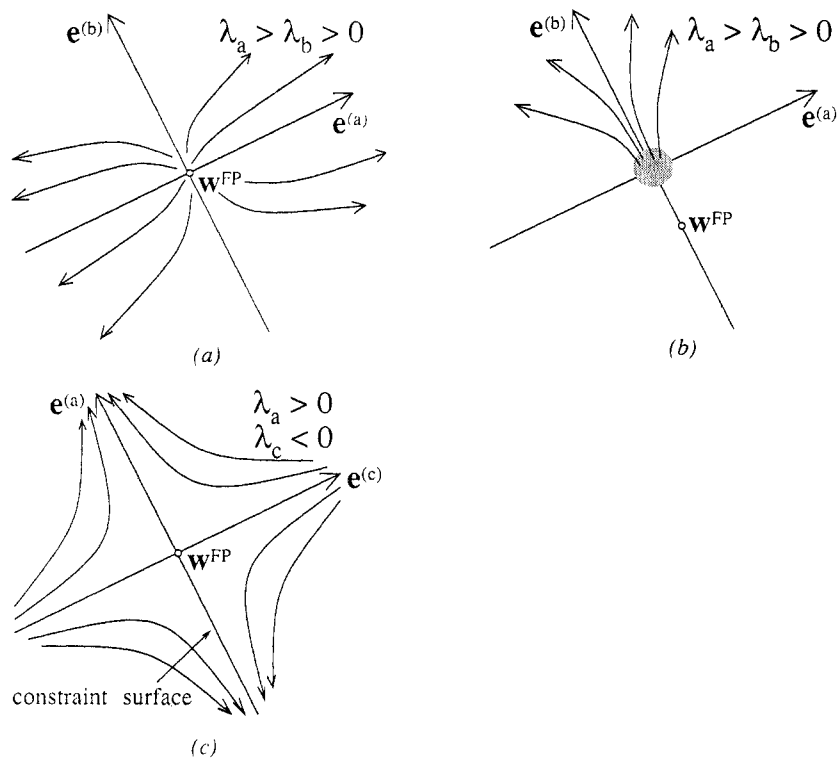 e(b)
λa > λb > 0
e(a)
wFP
(a)
e(b)
λa > λb > 0
e(a)
wFP
(b)
e(a)
λa > 0
λc < 0
e(c)
wFP
constraint surface
(c)